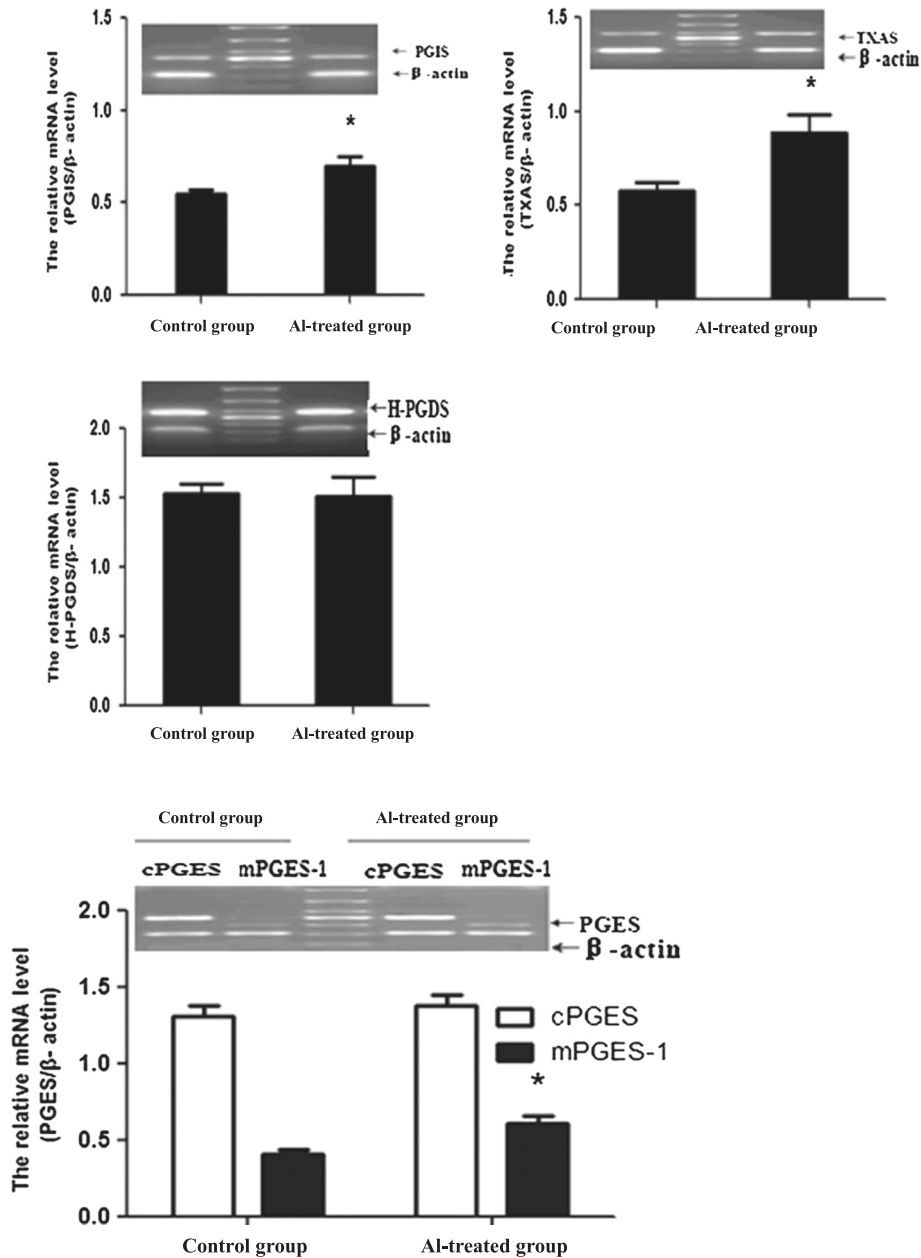 1.5
1.0
0.5
0.0
The relative mRNA level
(PGIS/β- actin)
PGIS
β -actin
*
Control group
Al-treated group
1.5
1.0
0.5
0.0
.The relative mRNA level
(TXAS/β- actin)
TXAS
β -actin
*
Control group
Al-treated group
2.0
1.5
1.0
0.5
0.0
The relative mRNA level
(H-PGDS/β- actin)
H-PGDS
β -actin
Control group
Al-treated group
Control group
Al-treated group
cPGES
mPGES-1
cPGES
mPGES-1
2.0
1.5
1.0
0.5
0.0
The relative mRNA level
(PGES/β- actin)
PGES
β -actin
cPGES
mPGES-1
*
Control group
Al-treated group